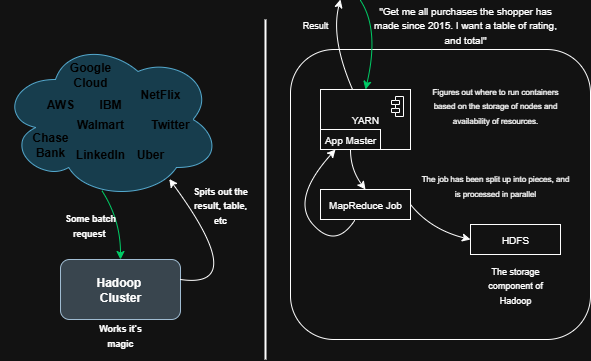 Google
Cloud
NetFlix
AWS
IBM
Walmart
Twitter
Chase
Bank
LinkedIn
Uber
Spits out the
result, table,
etc
Some batch
request
Hadoop
Cluster
Works it's
magic
"Get me all purchases the shopper has
made since 2015. I want a table of rating,
and total"
Result
Figures out where to run containers
based on the storage of nodes and
availability of resources.
YARN
App Master
The job has been split up into pieces, and
is processed in parallel
MapReduce Job
HDFS
The storage
component of
Hadoop